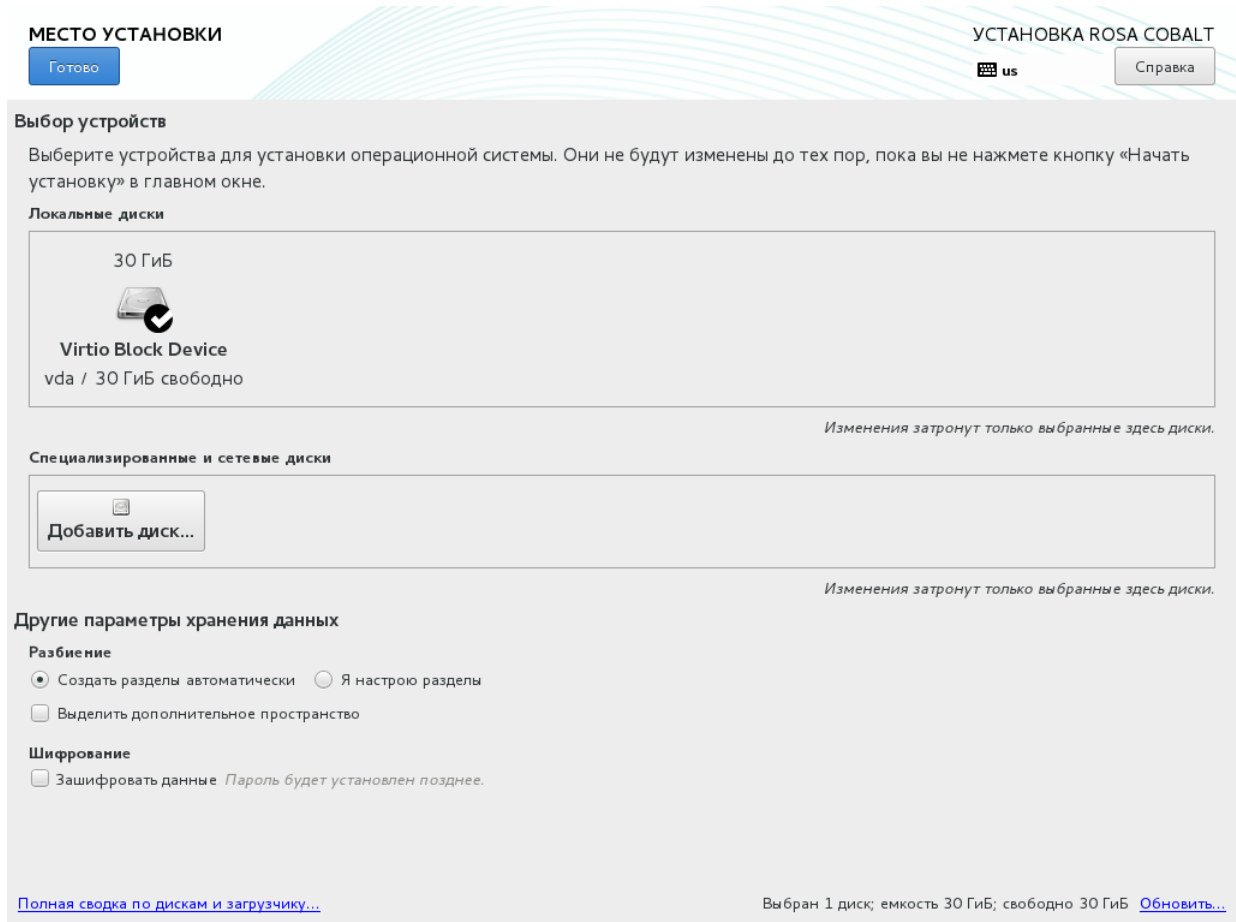 МЕСТО УСТАНОВКИ
УСТАНОВКА ROSA COBALT
Готово
us
Справка
Выбор устройств
Выберите устройства для установки операционной системы. Они не будут изменены до тех пор, пока вы не нажмете кнопку «Начать
установку» в главном окне.
Локальные диски
30 ГиБ
Virtio Block Device
vda / 30 ГиБ свободно
Изменения затронут только выбранные здесь диски.
Специализированные и сетевые диски
Добавить диск...
Изменения затронут только выбранные здесь диски.
Другие параметры хранения данных
Разбиение
Создать разделы автоматически Я настрою разделы
Выделить дополнительное пространство
Шифрование
Зашифровать данные Пароль будет установлен позднее.
Полная сводка по дискам и загрузчику... Выбран 1 диск; емкость 30 ГиБ; свободно 30 ГиБ Обновить...